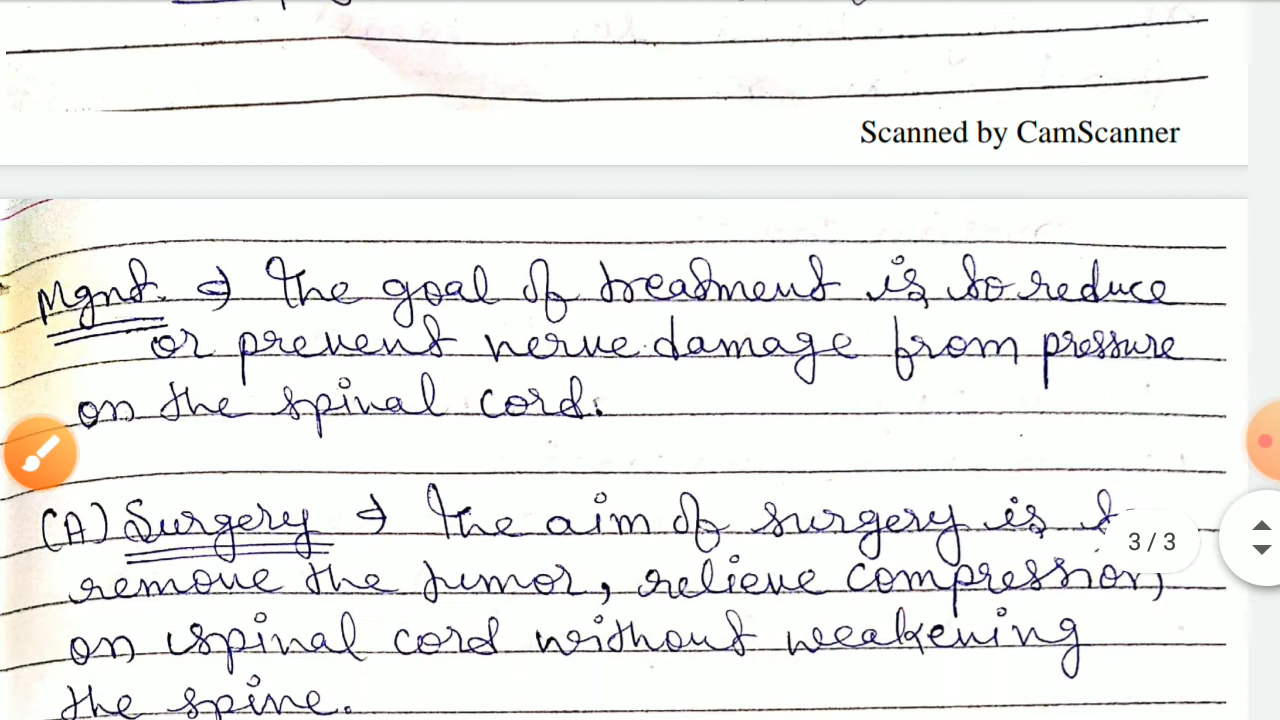 Scanned by CamScanner
Mgnt. → The goal of treatment is to reduce
or prevent nerve damage from pressure
on the spinal cord.
(A) Surgery → The aim of surgery is
3/3
remove the tumor, relieve compression
on spinal cord without weakening
the spine.